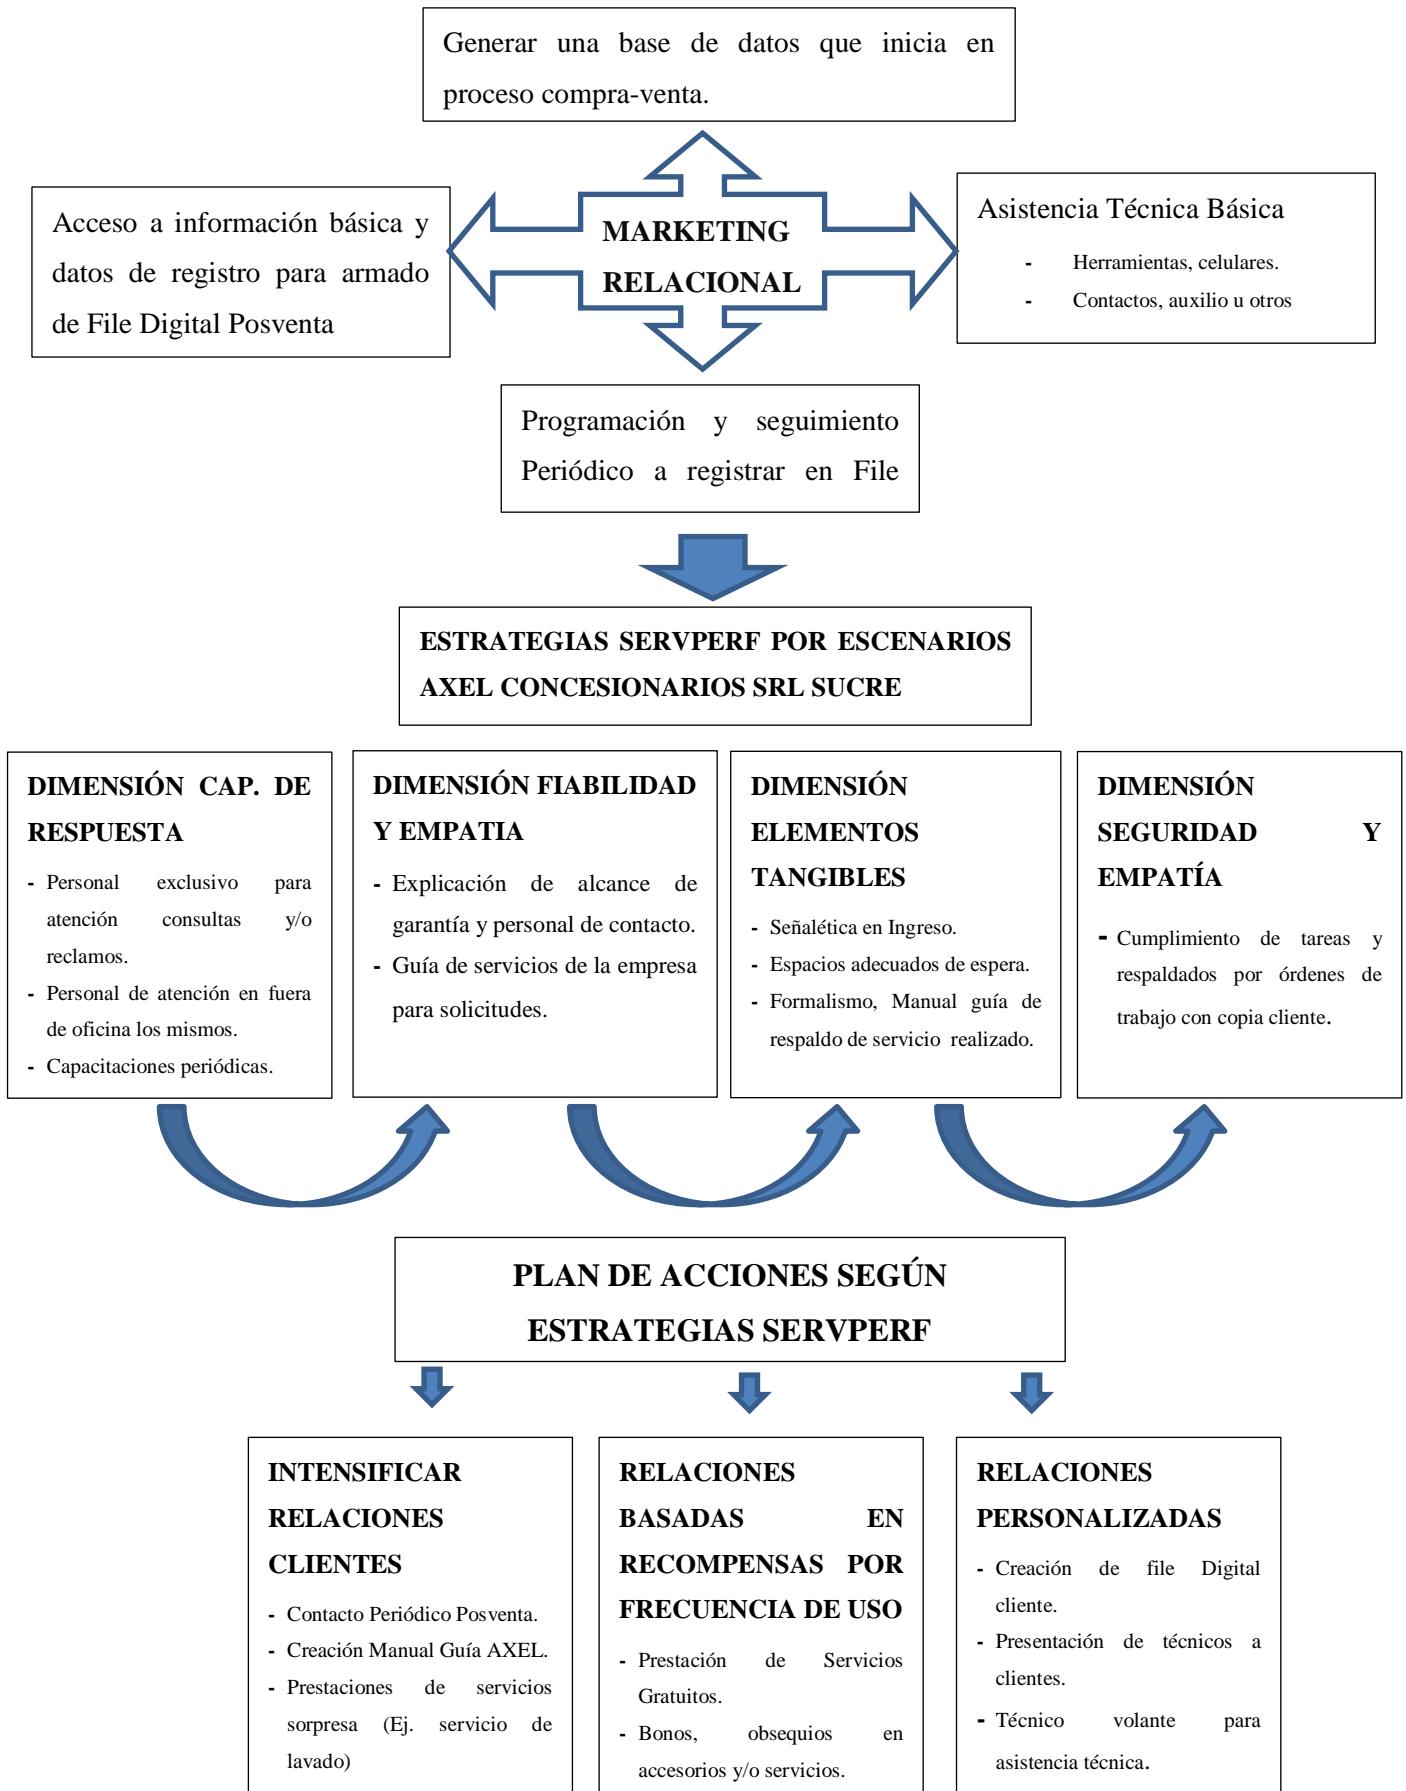 Generar una base de datos que inicia en
proceso compra-venta.
Acceso a información básica y
datos de registro para armado
de File Digital Posventa
MARKETING
RELACIONAL
Asistencia Técnica Básica
- Herramientas, celulares.
- Contactos, auxilio u otros
Programación y seguimiento
Periódico a registrar en File
ESTRATEGIAS SERVPERF POR ESCENARIOS
AXEL CONCESIONARIOS SRL SUCRE
DIMENSIÓN CAP. DE
RESPUESTA
- Personal exclusivo para
atención consultas y/o
reclamos.
- Personal de atención en fuera
de oficina los mismos.
- Capacitaciones periódicas.
DIMENSIÓN FIABILIDAD
Y EMPATIA
- Explicación de alcance de
garantía y personal de contacto.
- Guía de servicios de la empresa
para solicitudes.
DIMENSIÓN
ELEMENTOS
TANGIBLES
- Señalética en Ingreso.
- Espacios adecuados de espera.
- Formalismo, Manual guía de
respaldo de servicio realizado.
DIMENSIÓN
SEGURIDAD Y
EMPATÍA
- Cumplimiento de tareas y
respaldados por órdenes de
trabajo con copia cliente.
PLAN DE ACCIONES SEGÚN
ESTRATEGIAS SERVPERF
INTENSIFICAR
RELACIONES
CLIENTES
- Contacto Periódico Posventa.
- Creación Manual Guía AXEL.
- Prestaciones de servicios
sorpresa (Ej. servicio de
lavado)
RELACIONES
BASADAS EN
RECOMPENSAS POR
FRECUENCIA DE USO
- Prestación de Servicios
Gratuitos.
- Bonos, obsequios en
accesorios y/o servicios.
RELACIONES
PERSONALIZADAS
- Creación de file Digital
cliente.
- Presentación de técnicos a
clientes.
- Técnico volante para
asistencia técnica.